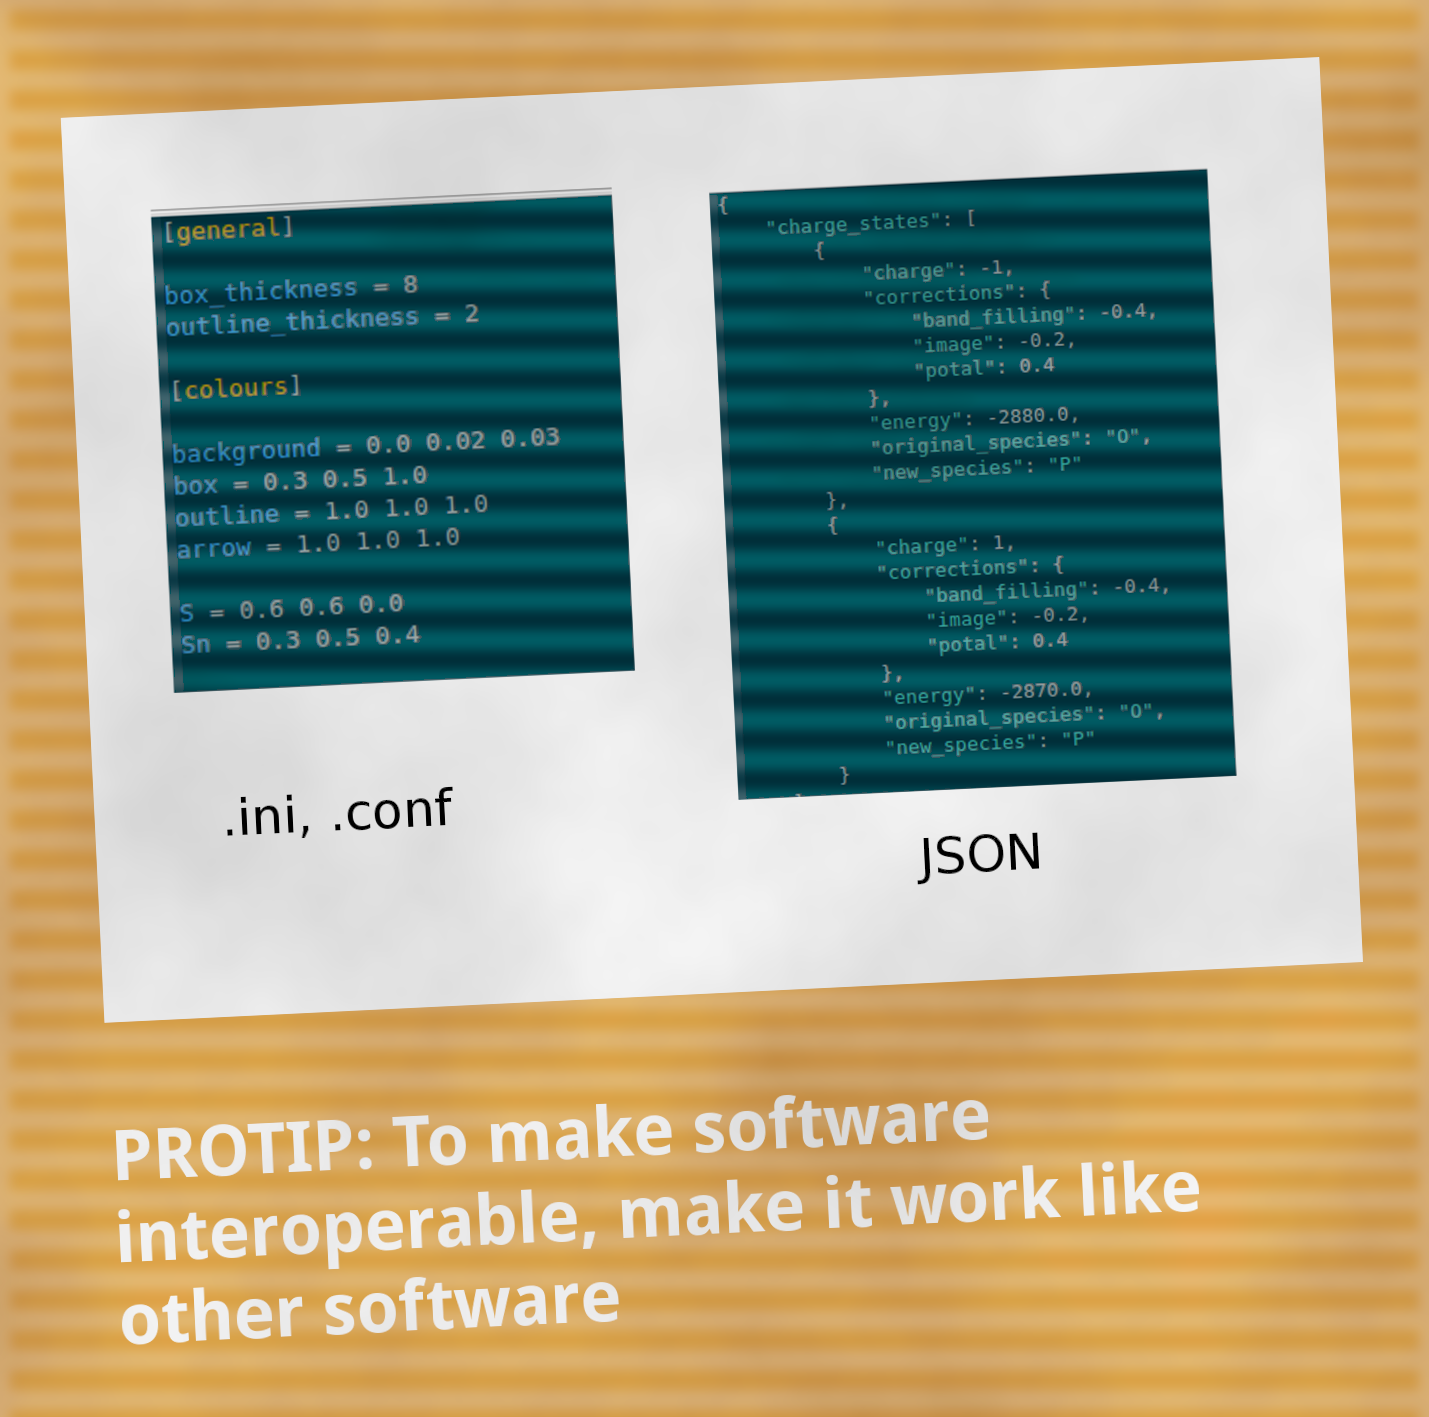 [general]
box_thickness = 8
outline_thickness = 2
[colours]
background = 0.0 0.02 0.03
box = 0.3 0.5 1.0
outline = 1.0 1.0 1.0
arrow = 1.0 1.0 1.0
S = 0.6 0.6 0.0
Sn = 0.3 0.5 0.4
.ini, .conf
{
"charge_states": [
{
"charge": -1,
"corrections": {
"band_filling": -0.4,
"image": -0.2,
"potal": 0.4
},
"energy": -2880.0,
"original_species": "O",
"new_species": "P"
},
{
"charge": 1,
"corrections": {
"band_filling": -0.4,
"image": -0.2,
"potal": 0.4
},
"energy": -2870.0,
"original_species": "O",
"new_species": "P"
}
JSON
PROTIP: To make software
interoperable, make it work like
other software